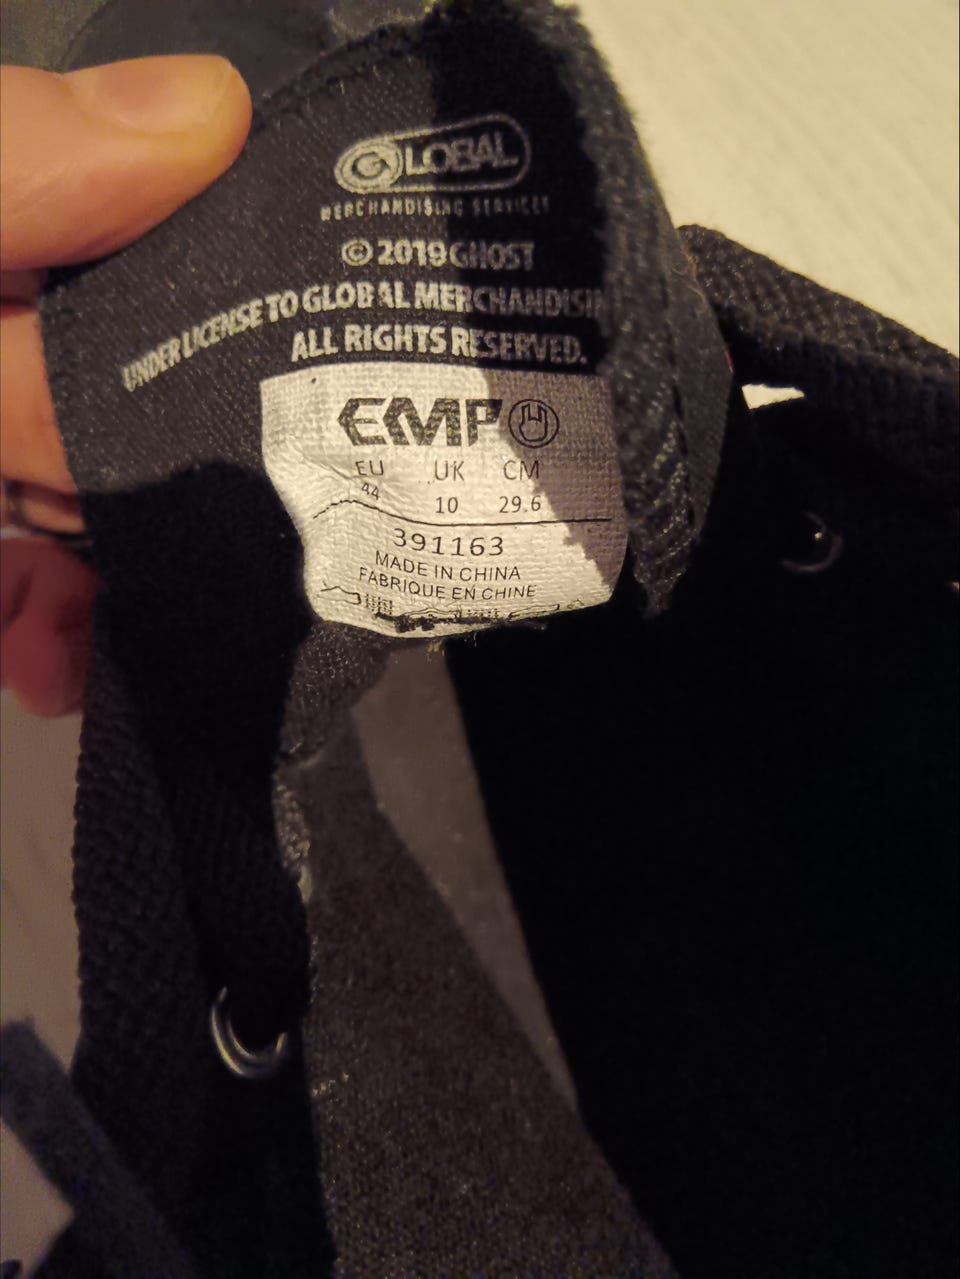 GLOBAL
MERCHANDISING SERVICES
© 2019 GHOST
UNDER LICENSE TO GLOBAL MERCHANDISIN
ALL RIGHTS RESERVED.
EMP
EU UK CM
44 10 29.6
391163
MADE IN CHINA
FABRIQUE EN CHINE